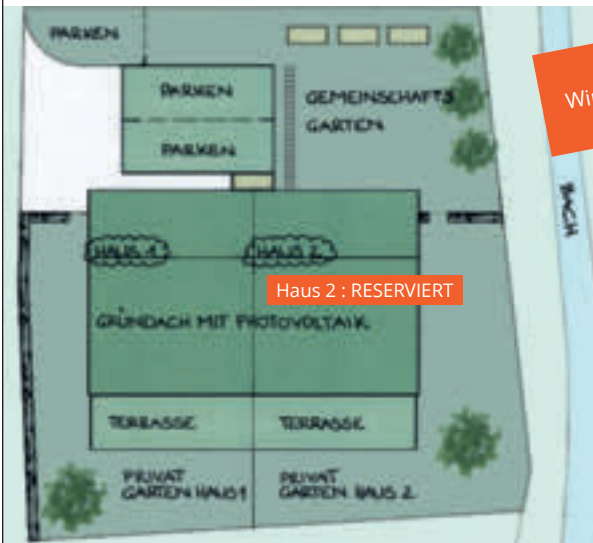 PARKEN
PARKEN
PARKEN
GEMEINSCHAFTS
GARTEN
BACH
HAUS 1
HAUS 2
Haus 2 : RESERVIERT
GRÜNDACH MIT PHOTOVOLTAIK
TERRASSE
TERRASSE
PRIVAT
GARTEN HAUS 1
PRIVAT
GARTEN HAUS 2